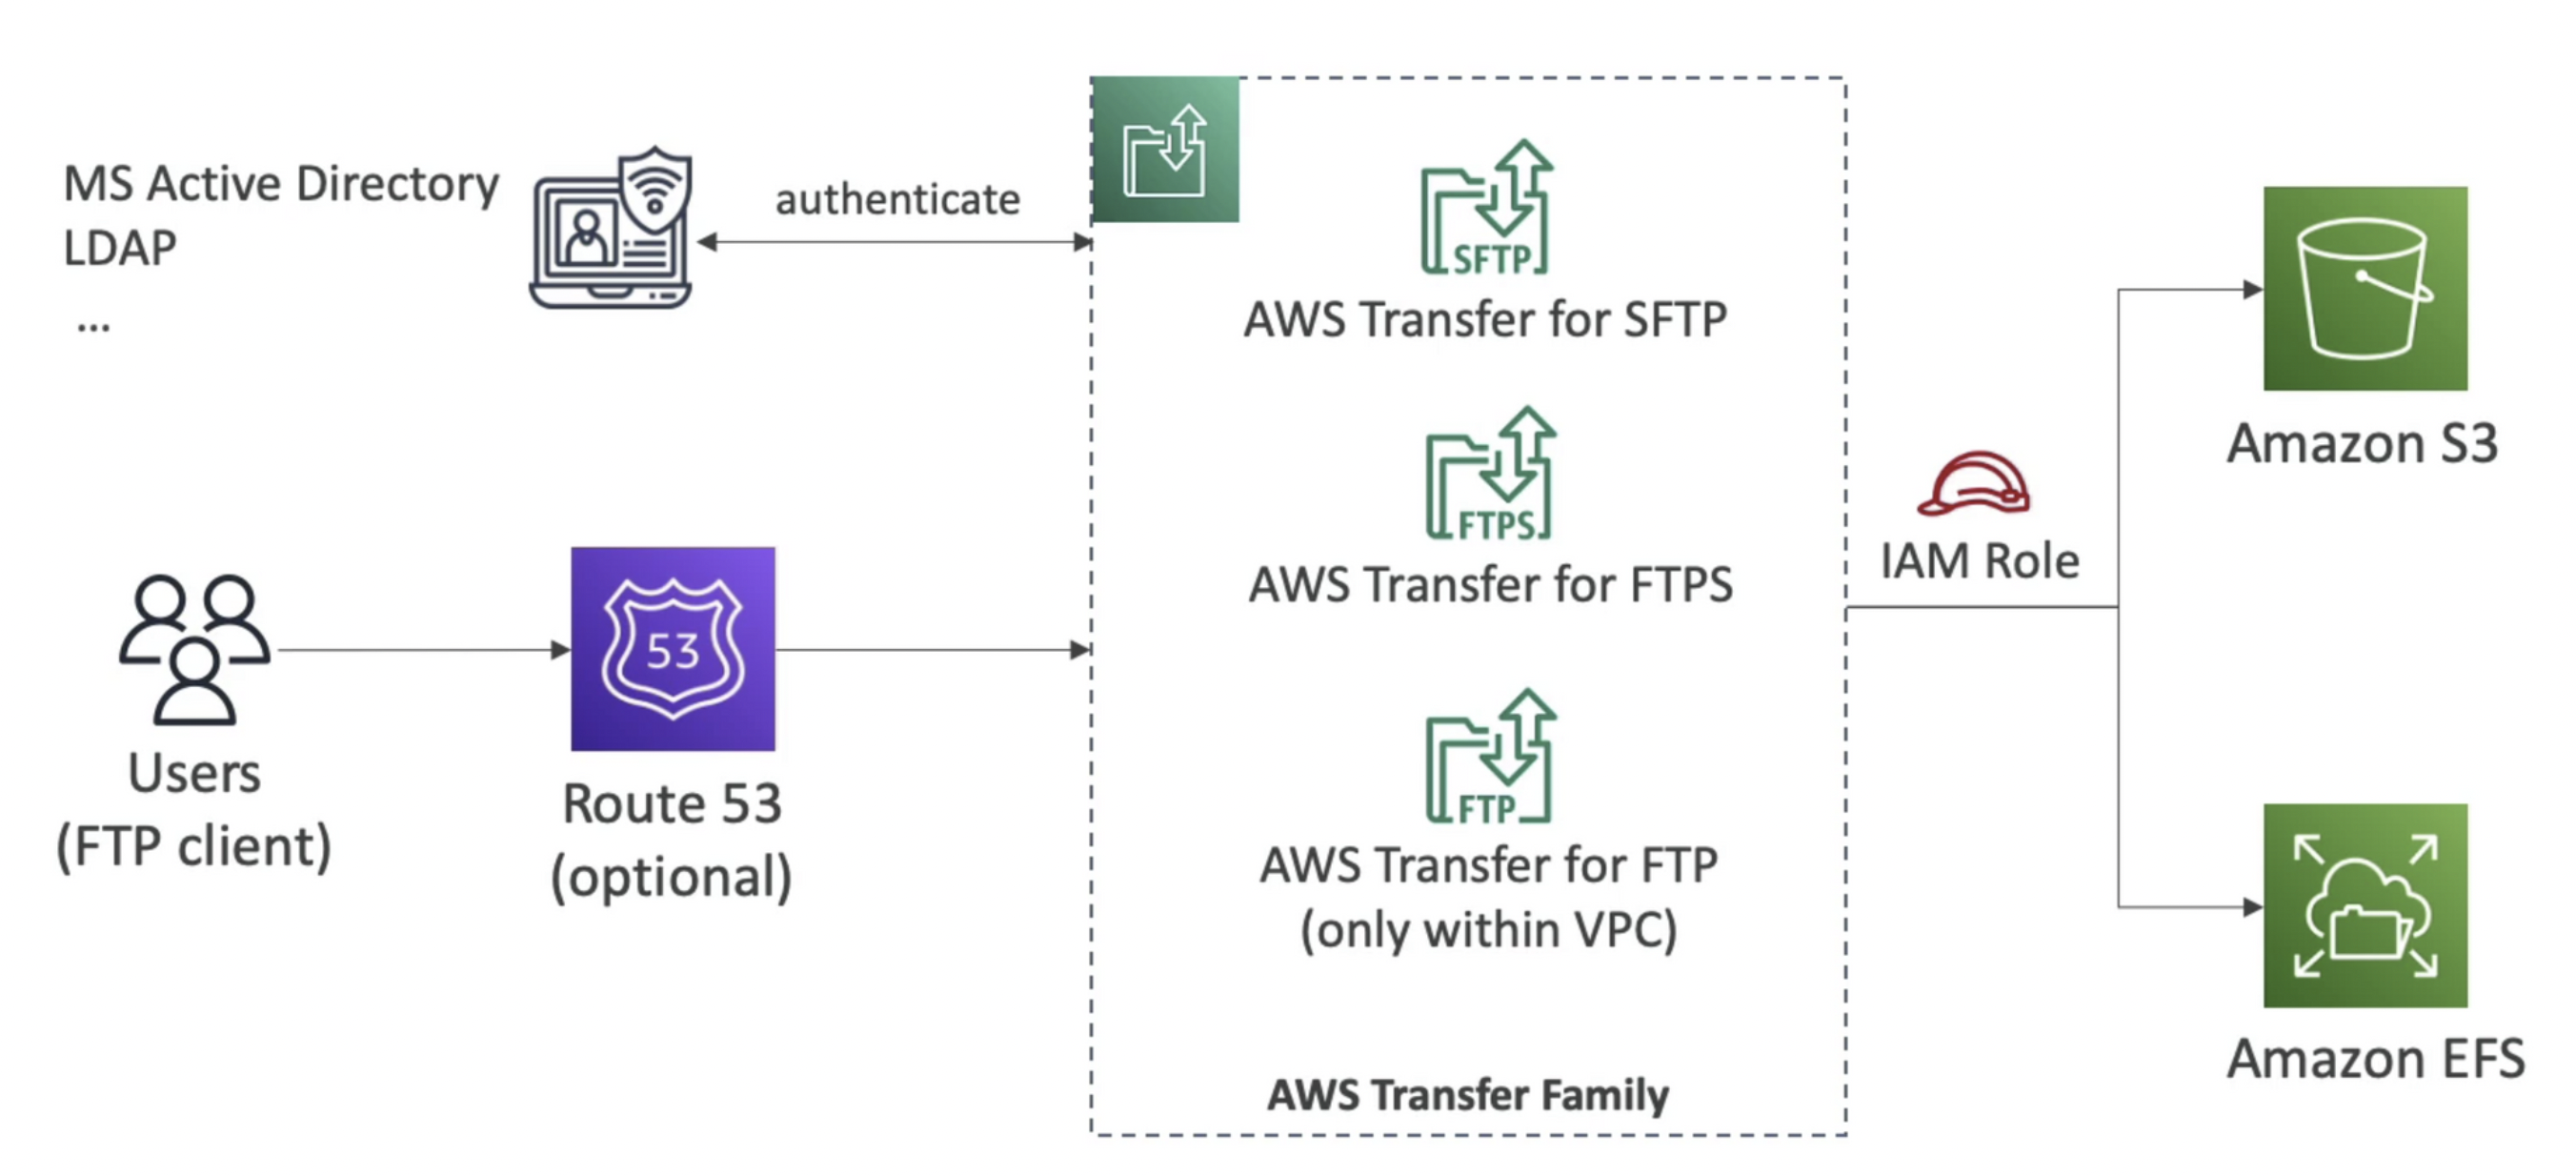 MS Active Directory
LDAP
...
authenticate
Users
(FTP client)
53
Route 53
(optional)
SFTP
AWS Transfer for SFTP
FTPS
AWS Transfer for FTPS
FTP
AWS Transfer for FTP
(only within VPC)
AWS Transfer Family
IAM Role
Amazon S3
Amazon EFS